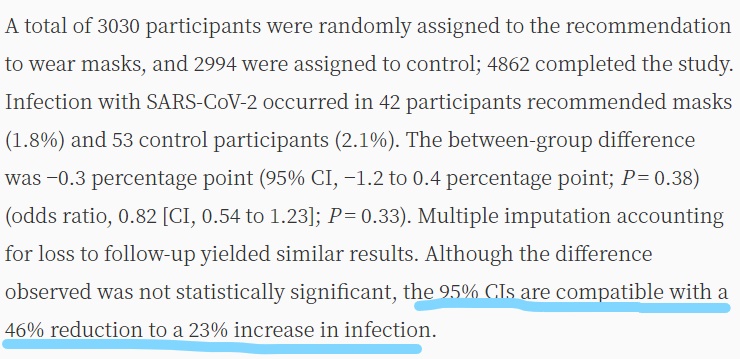 A total of 3030 participants were randomly assigned to the recommendation
to wear masks, and 2994 were assigned to control; 4862 completed the study.
Infection with SARS-CoV-2 occurred in 42 participants recommended masks
(1.8%) and 53 control participants (2.1%). The between-group difference
was −0.3 percentage point (95% CI, −1.2 to 0.4 percentage point; P= 0.38)
(odds ratio, 0.82 [CI, 0.54 to 1.23]; P= 0.33). Multiple imputation accounting
for loss to follow-up yielded similar results. Although the difference
observed was not statistically significant, the 95% CIs are compatible with a
46% reduction to a 23% increase in infection.